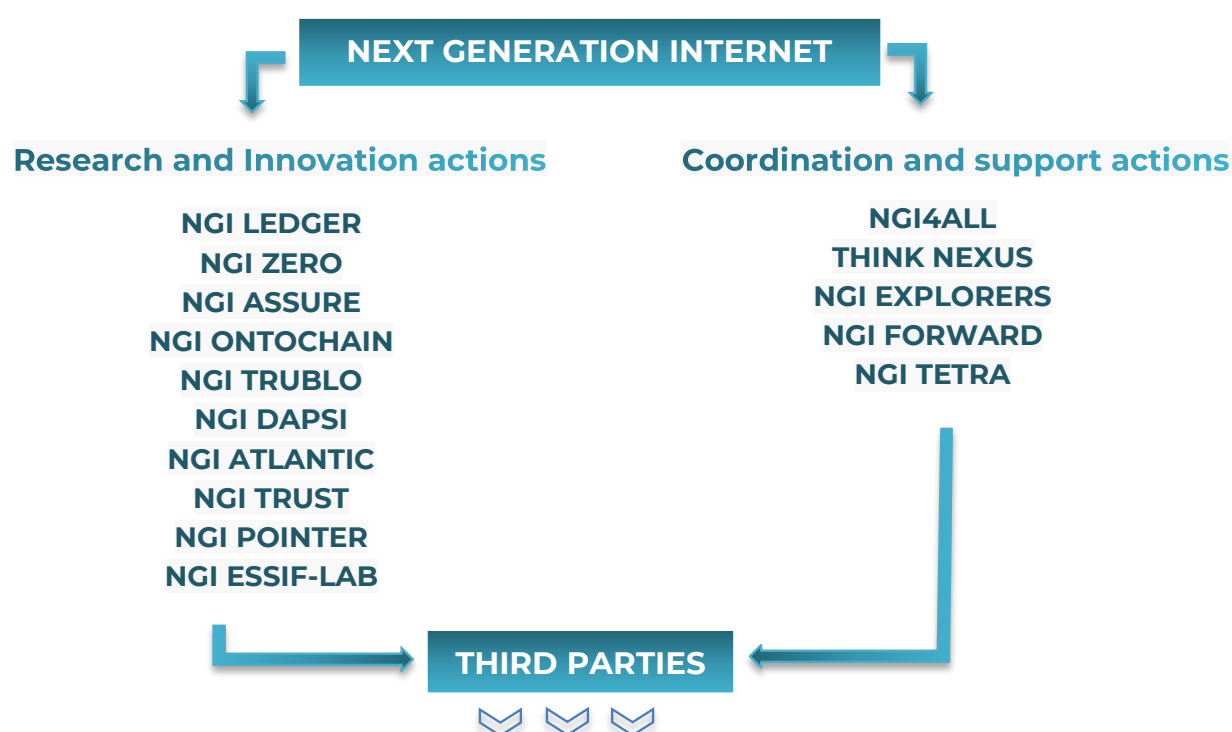 NEXT GENERATION INTERNET
Research and Innovation actions
NGI LEDGER
NGI ZERO
NGI ASSURE
NGI ONTOCHAIN
NGI TRUBLO
NGI DAPSI
NGI ATLANTIC
NGI TRUST
NGI POINTER
NGI ESSIF-LAB
Coordination and support actions
NGI4ALL
THINK NEXUS
NGI EXPLORERS
NGI FORWARD
NGI TETRA
THIRD PARTIES